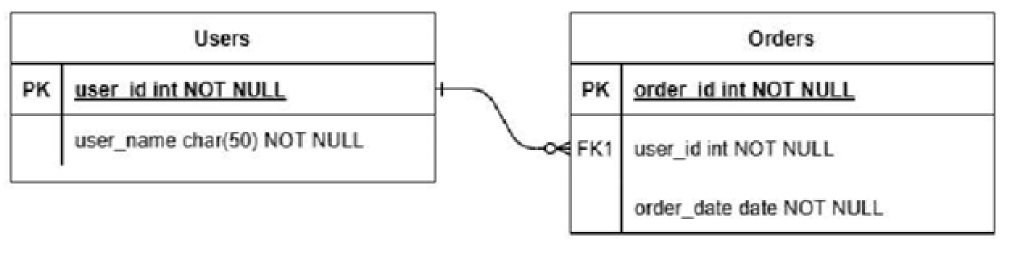 Users
PK user_id int NOT NULL
user_name char(50) NOT NULL
Orders
PK order_id int NOT NULL
FK1 user_id int NOT NULL
order_date date NOT NULL